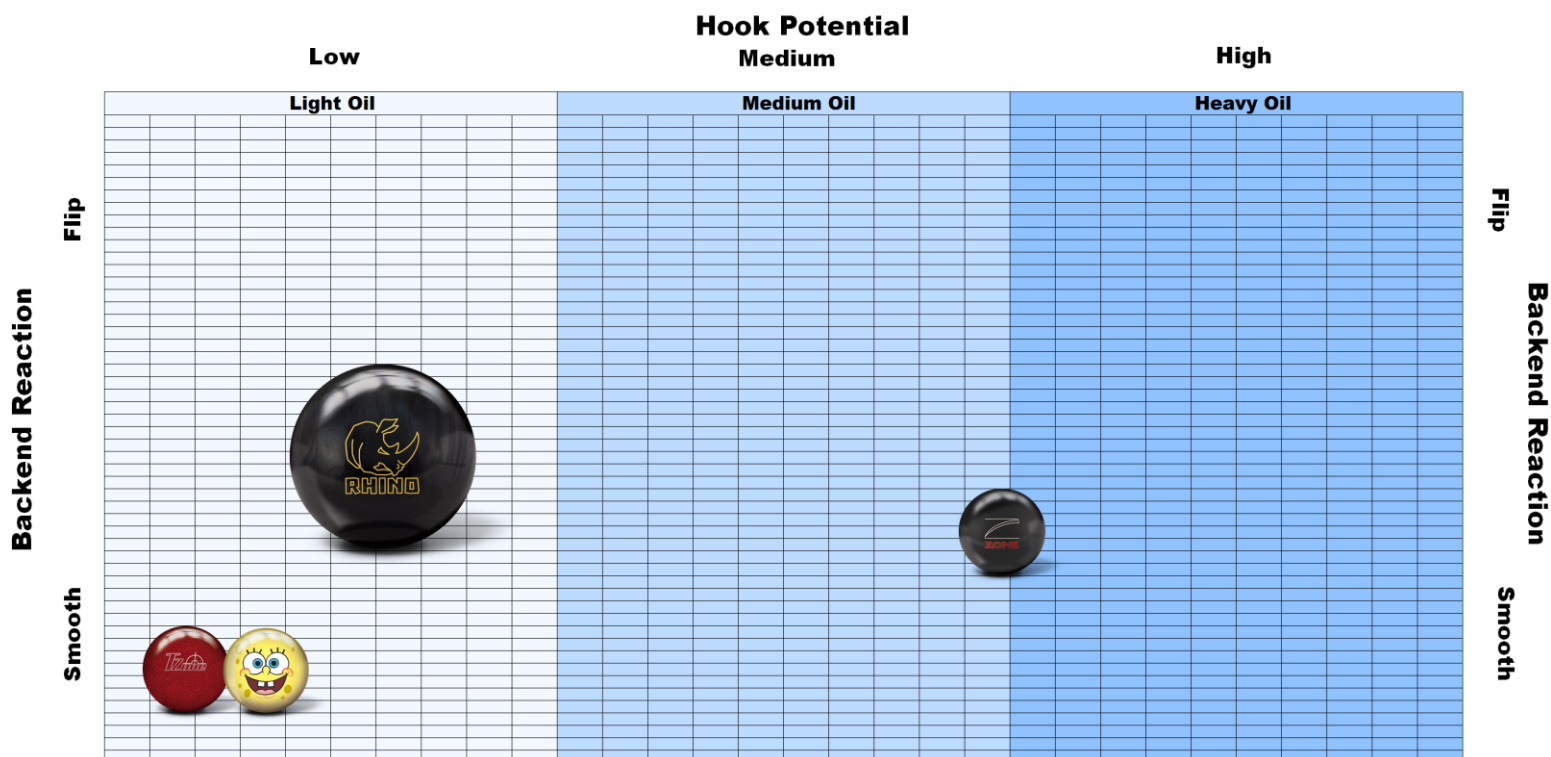 Hook Potential
Low
Medium
High
Light Oil
Medium Oil
Heavy Oil
Flip
Flip
Backend Reaction
Backend Reaction
RHINO
ZONE
Smooth
Smooth
TZone